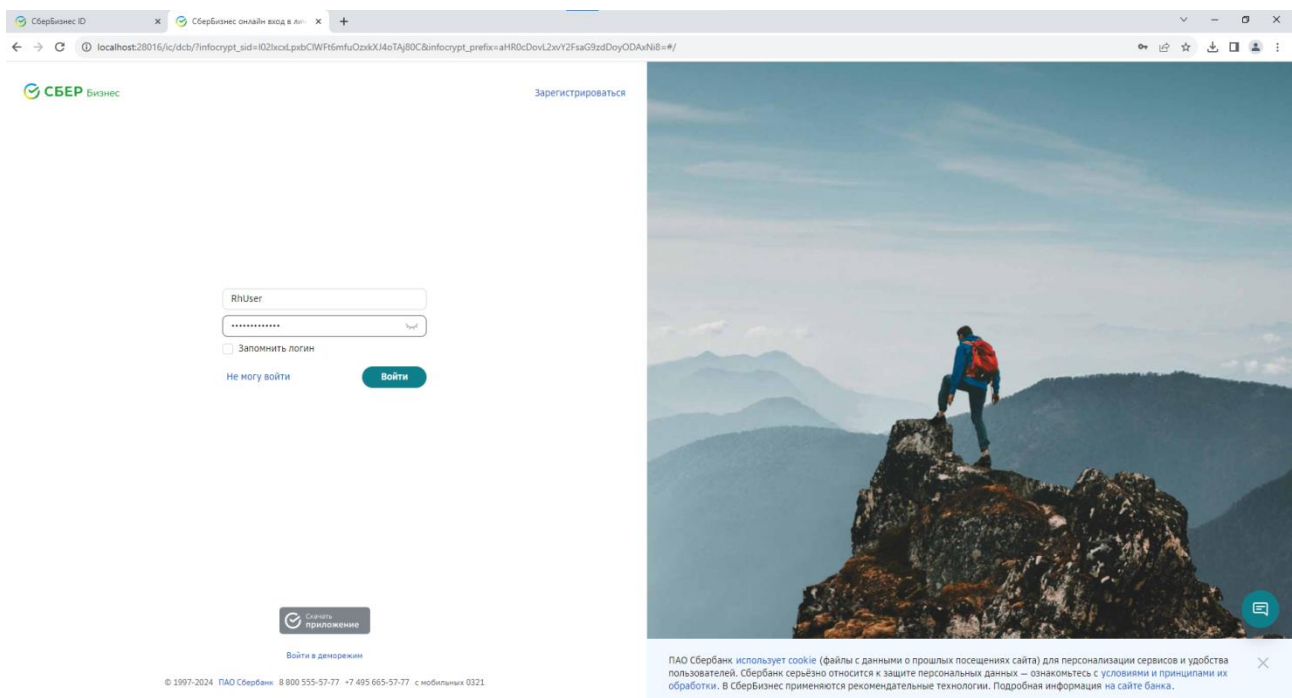 СберБизнес ID
СберБизнес онлайн вход в лич
localhost:28016/ic/dcb/?infocrypt_sid=I02IxcxLpxbCIWFt6mfuOzxkXJ4oTAj80C&infocrypt_prefix=aHR0cDovL2xvY2FsaG9zdDoyODAxNi8=#/
СБЕР Бизнес
Зарегистрироваться
RhUser
•••••••••••••
Запомнить логин
Не могу войти
Войти
Скачать
приложение
Войти в деморежим
© 1997-2024 ПАО Сбербанк 8 800 555-57-77 +7 495 665-57-77 с мобильных 0321
ПАО Сбербанк использует cookie (файлы с данными о прошлых посещениях сайта) для персонализации сервисов и удобства
пользователей. Сбербанк серьёзно относится к защите персональных данных — ознакомьтесь с условиями и принципами их
обработки. В СберБизнес применяются рекомендательные технологии. Подробная информация на сайте банка.